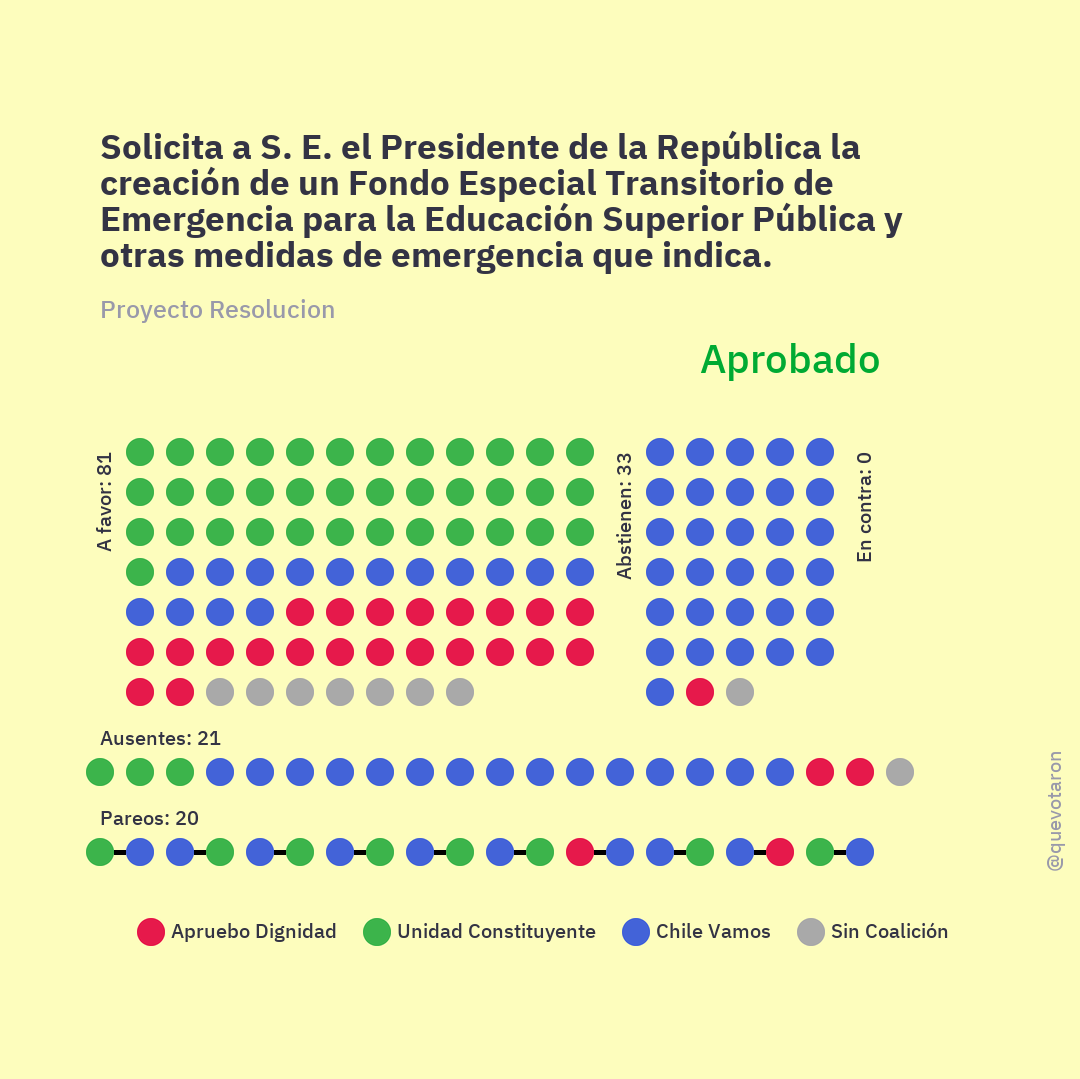 Solicita a S. E. el Presidente de la República la
creación de un Fondo Especial Transitorio de
Emergencia para la Educación Superior Pública y
otras medidas de emergencia que indica.
Proyecto Resolucion
Aprobado
A favor: 81
Abstienen: 33
En contra: 0
Ausentes: 21
Pareos: 20
@quevotaron
Apruebo Dignidad
Unidad Constituyente
Chile Vamos
Sin Coalición